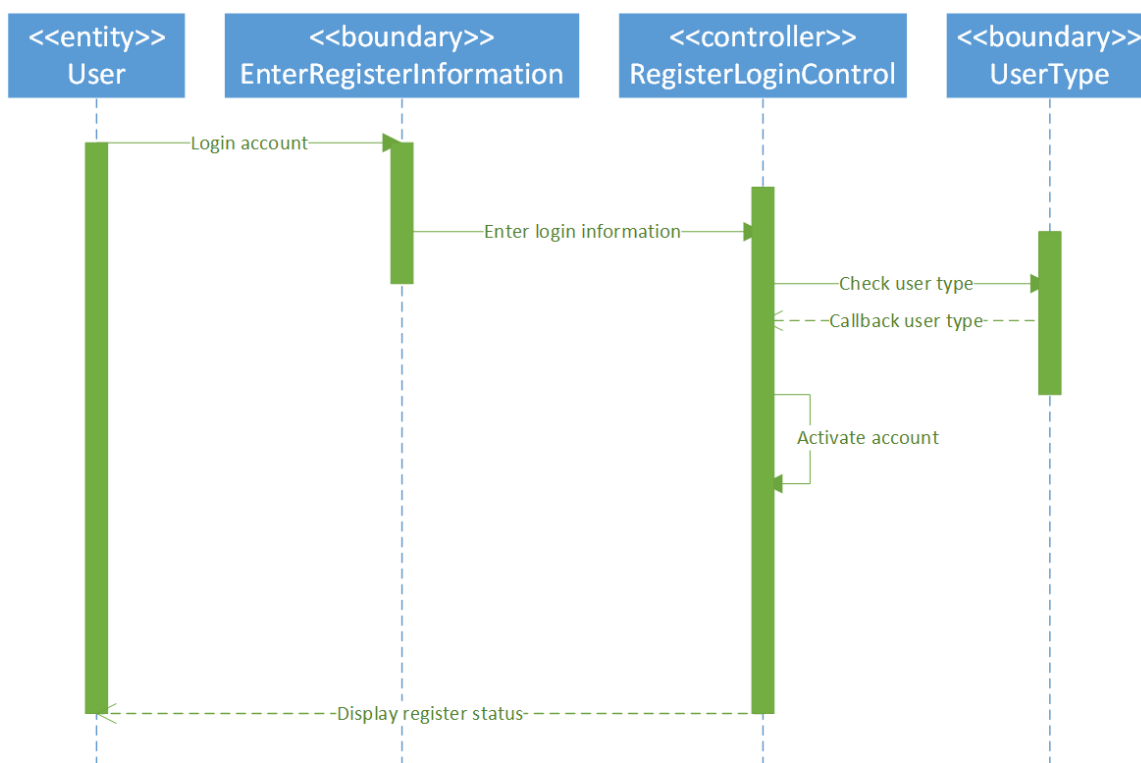 <<entity>>
User
<<boundary>>
EnterRegisterInformation
<<controller>>
RegisterLoginControl
<<boundary>>
UserType
Login account
Enter login information
Check user type
Callback user type
Activate account
Display register status